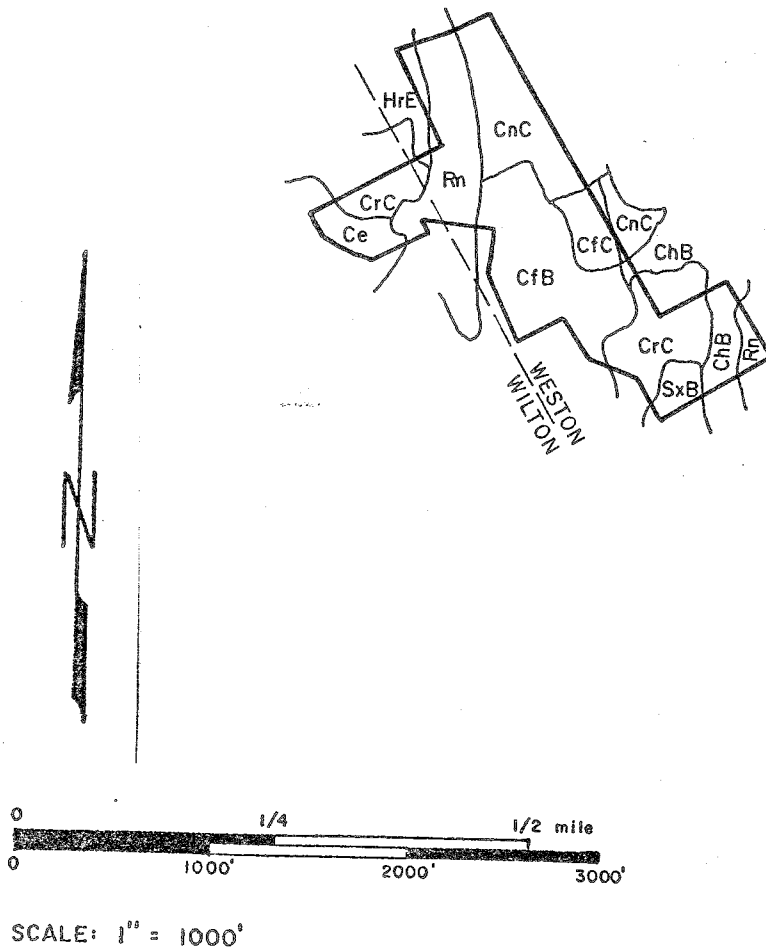 HrE
CnC
Rn
CrC
CnC
Ce
CfC
ChB
CfB
CrC
ChB
Rn
SxB
WESTON
WILTON
N
0 1/4 1/2 mile
0 1000' 2000' 3000'
SCALE: 1" = 1000'